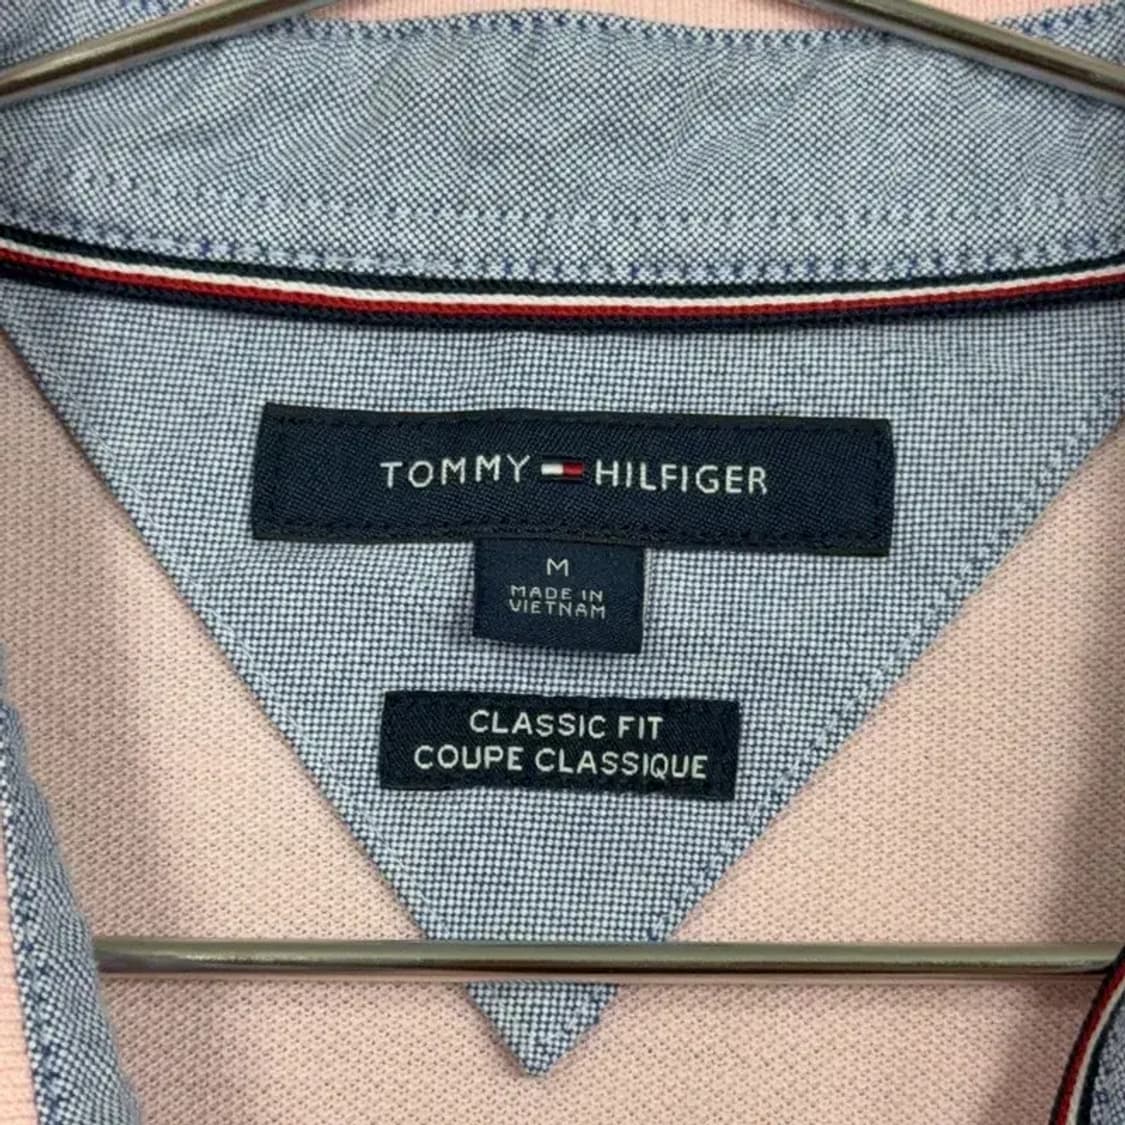 TOMMY HILFIGER
M
MADE IN
VIETNAM
CLASSIC FIT
COUPE CLASSIQUE